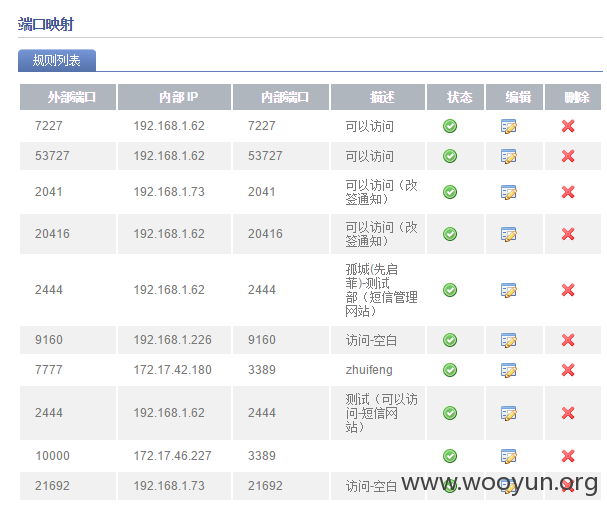 端口映射
规则列表
外部端口 内部 IP 内部端口 描述 状态 编辑 删除
7227 192.168.1.62 7227 可以访问
53727 192.168.1.62 53727 可以访问
2041 192.168.1.73 2041 可以访问（改
签通知）
20416 192.168.1.62 20416 可以访问（改
签通知）
2444 192.168.1.62 2444 孤城(先启
菲)-测试
部（短信管理
网站）
9160 192.168.1.226 9160 访问-空白
7777 172.17.42.180 3389 zhuifeng
2444 192.168.1.62 2444 测试（可以访
问-短信网
站）
10000 172.17.46.227 3389
21692 192.168.1.73 21692 访问-空白
www.wooyun.org